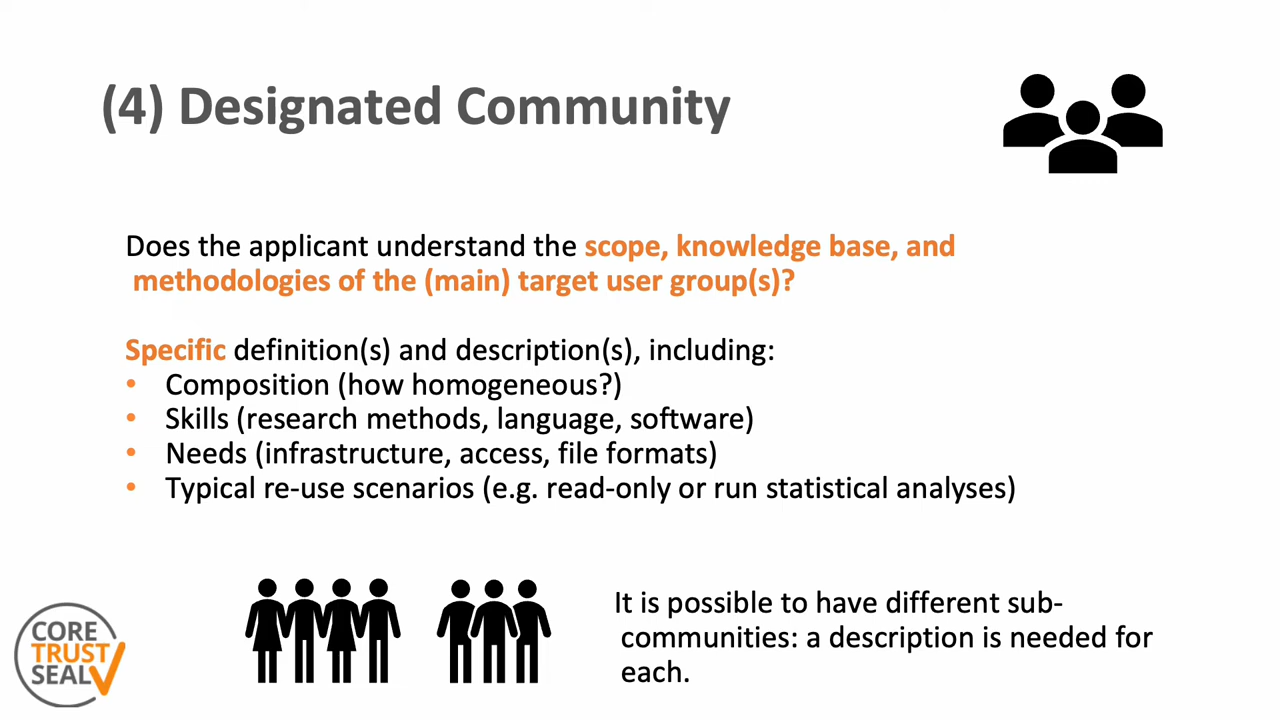 (4) Designated Community
Does the applicant understand the scope, knowledge base, and
methodologies of the (main) target user group(s)?
Specific definition(s) and description(s), including:
• Composition (how homogeneous?)
• Skills (research methods, language, software)
• Needs (infrastructure, access, file formats)
• Typical re-use scenarios (e.g. read-only or run statistical analyses)
It is possible to have different sub-
communities: a description is needed for
each.
CORE
TRUST
SEAL